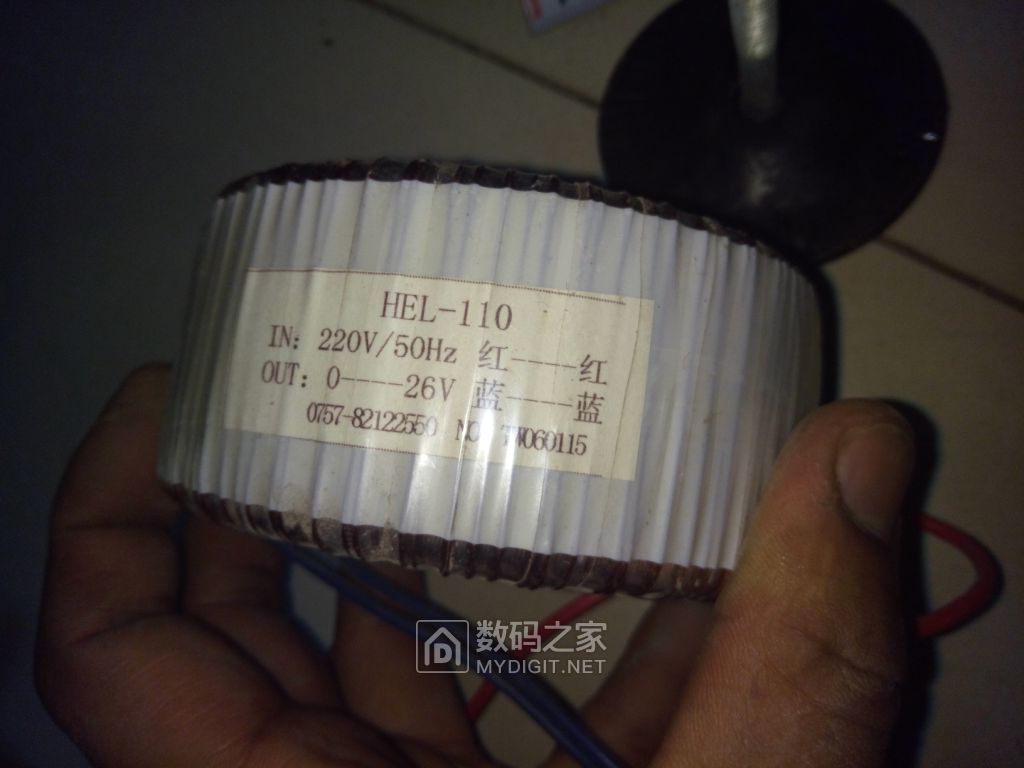 HEL-110
IN: 220V/50Hz 红----红
OUT: 0----26V 蓝----蓝
0757-82122550 NO
数码之家
MYDIGIT.NET